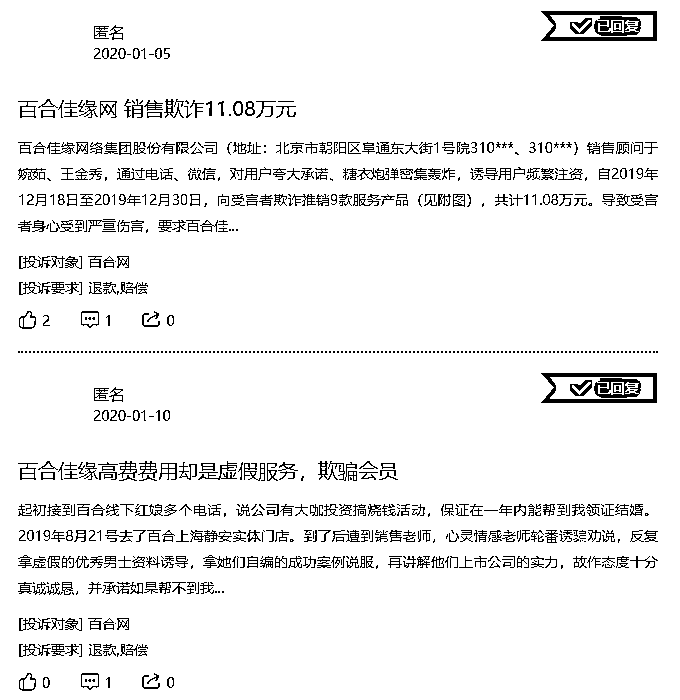 匿名
已回复
2020-01-05
百合佳缘网 销售欺诈11.08万元
百合佳缘网络集团股份有限公司（地址：北京市朝阳区阜通东大街1号院310***、310***）销售顾问于
婉茹、王金秀，通过电话、微信，对用户夸大承诺、糖衣炮弹密集轰炸，诱导用户频繁注资，自2019年
12月18日至2019年12月30日，向受害者欺诈推销9款服务产品（见附图），共计11.08万元。导致受害
者身心受到严重伤害，要求百合佳...
[投诉对象] 百合网
[投诉要求] 退款,赔偿
2 1 0
匿名
已回复
2020-01-10
百合佳缘高费费用却是虚假服务，欺骗会员
起初接到百合线下红娘多个电话，说公司有大咖投资搞烧钱活动，保证在一年内能帮到我领证结婚。
2019年8月21号去了百合上海静安实体门店。到了后遭到销售老师，心灵情感老师轮番诱骗劝说，反复
拿虚假的优秀男士资料诱导，拿她们自编的成功案例说服，再讲解他们上市公司的实力，故作态度十分
真诚诚恳，并承诺如果帮不到我...
[投诉对象] 百合网
[投诉要求] 退款,赔偿
0 1 0